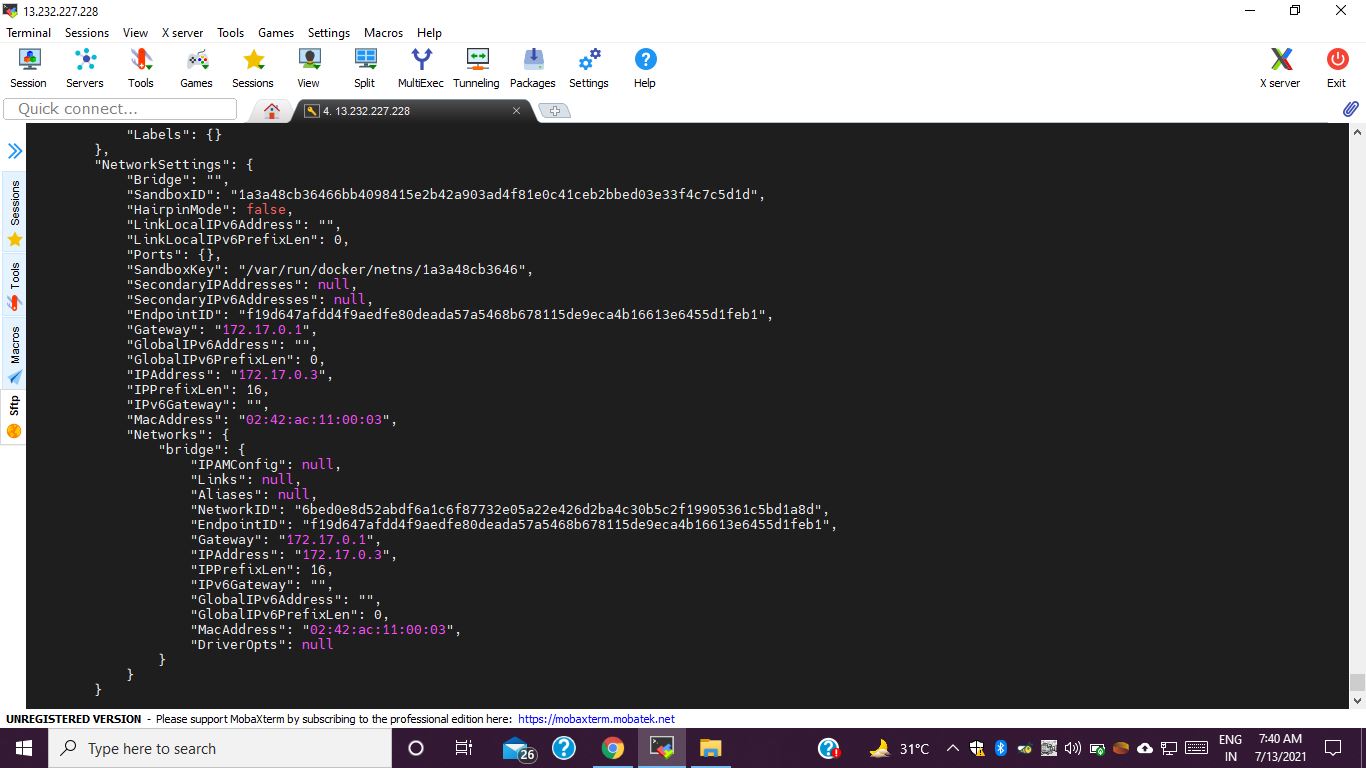 13.232.227.228
Terminal Sessions View X server Tools Games Settings Macros Help
Session Servers Tools Games Sessions View Split MultiExec Tunneling Packages Settings Help X server Exit
Quick connect...
4. 13.232.227.228
"Labels": {}
},
"NetworkSettings": {
"Bridge": "",
"SandboxID": "1a3a48cb36466bb4098415e2b42a903ad4f81e0c41ceb2bbed03e33f4c7c5d1d",
"HairpinMode": false,
"LinkLocalIPv6Address": "",
"LinkLocalIPv6PrefixLen": 0,
"Ports": {},
"SandboxKey": "/var/run/docker/netns/1a3a48cb3646",
"SecondaryIPAddresses": null,
"SecondaryIPv6Addresses": null,
"EndpointID": "f19d647afdd4f9aedfe80deada57a5468b678115de9eca4b16613e6455d1feb1",
"Gateway": "172.17.0.1",
"GlobalIPv6Address": "",
"GlobalIPv6PrefixLen": 0,
"IPAddress": "172.17.0.3",
"IPPrefixLen": 16,
"IPv6Gateway": "",
"MacAddress": "02:42:ac:11:00:03",
"Networks": {
"bridge": {
"IPAMConfig": null,
"Links": null,
"Aliases": null,
"NetworkID": "6bed0e8d52abdf6a1c6f87732e05a22e426d2ba4c30b5c2f19905361c5bd1a8d",
"EndpointID": "f19d647afdd4f9aedfe80deada57a5468b678115de9eca4b16613e6455d1feb1",
"Gateway": "172.17.0.1",
"IPAddress": "172.17.0.3",
"IPPrefixLen": 16,
"IPv6Gateway": "",
"GlobalIPv6Address": "",
"GlobalIPv6PrefixLen": 0,
"MacAddress": "02:42:ac:11:00:03",
"DriverOpts": null
}
}
}
Sessions
Tools
Macros
Sftp
UNREGISTERED VERSION - Please support MobaXterm by subscribing to the professional edition here: https://mobaxterm.mobatek.net
Type here to search
26
31°C
ENG
IN
7:40 AM
7/13/2021